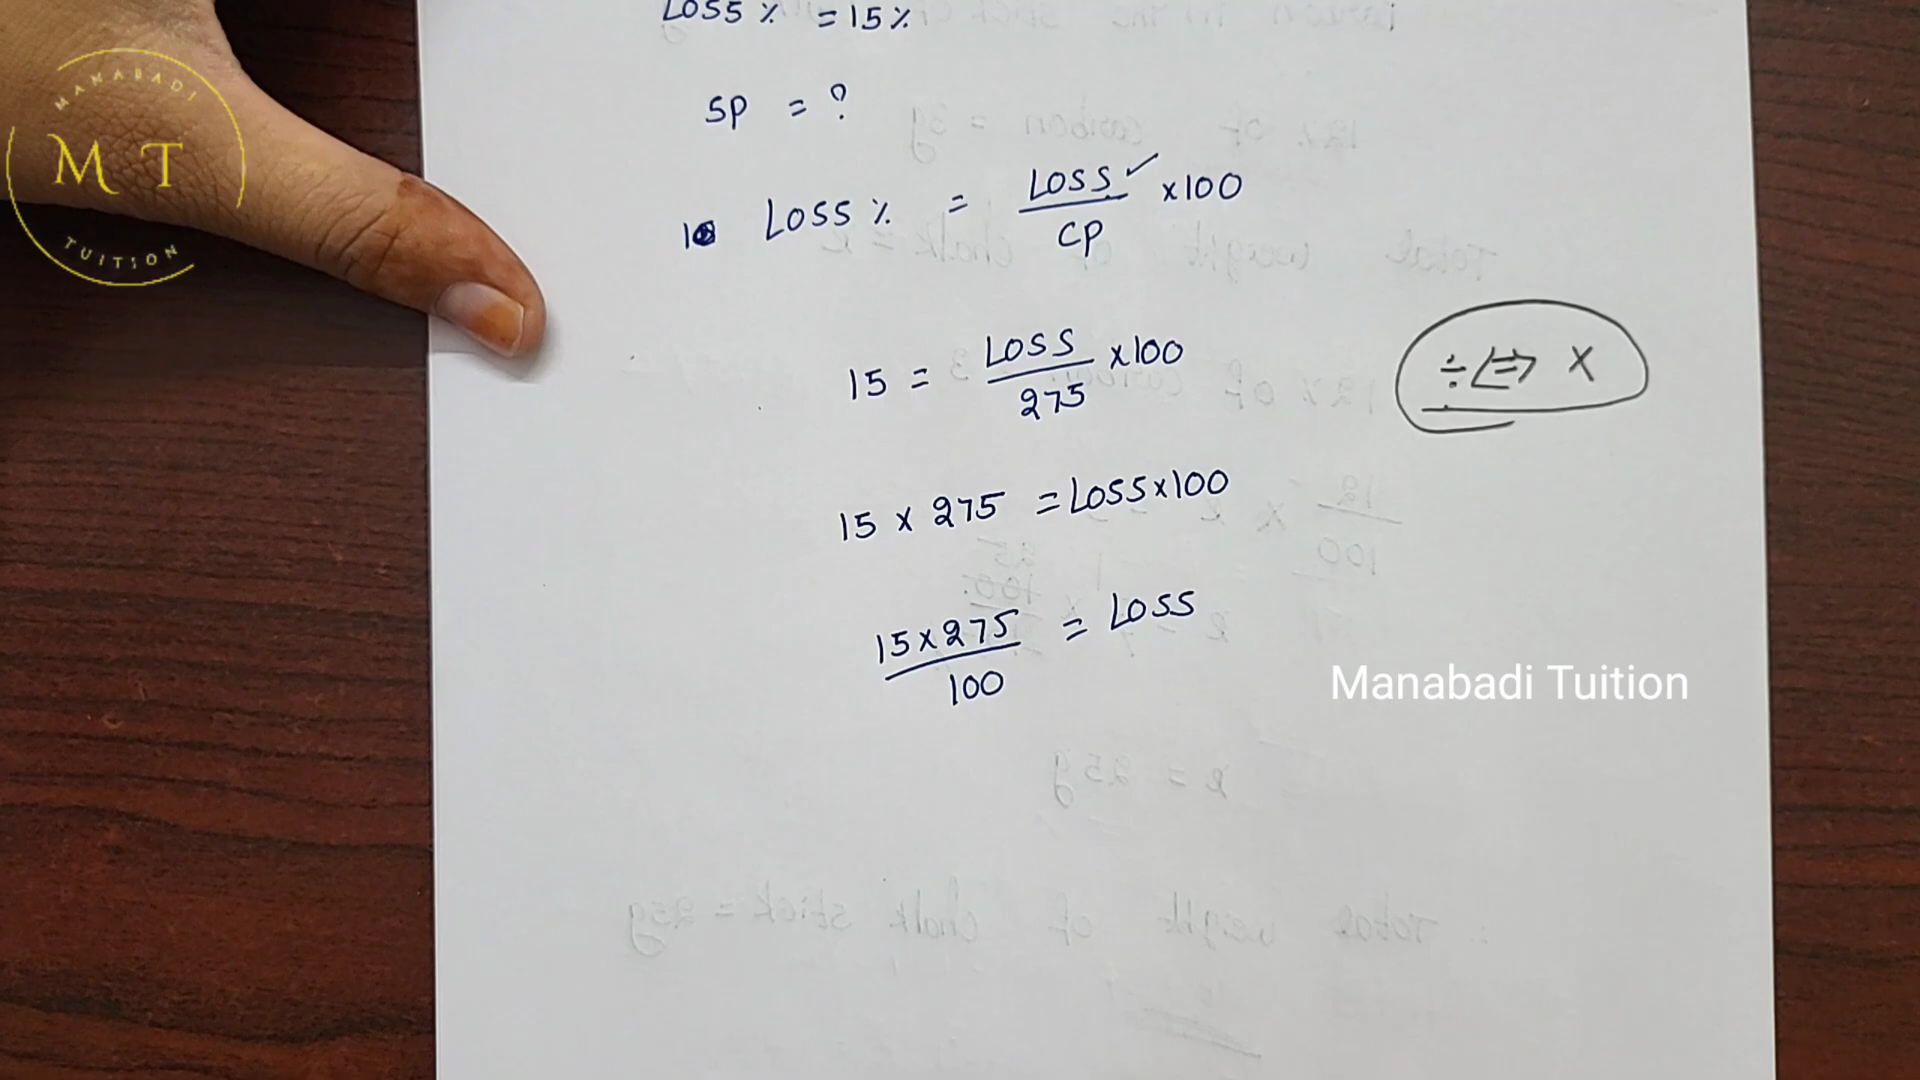 MANABADI
M T
TUITION
LOSS % = 15%
SP = ?
LOSS % = LOSS/CP ×100
15 = LOSS/275 ×100
÷ ⇔ ×
15 × 275 = LOSS×100
15×275/100 = LOSS
Manabadi Tuition